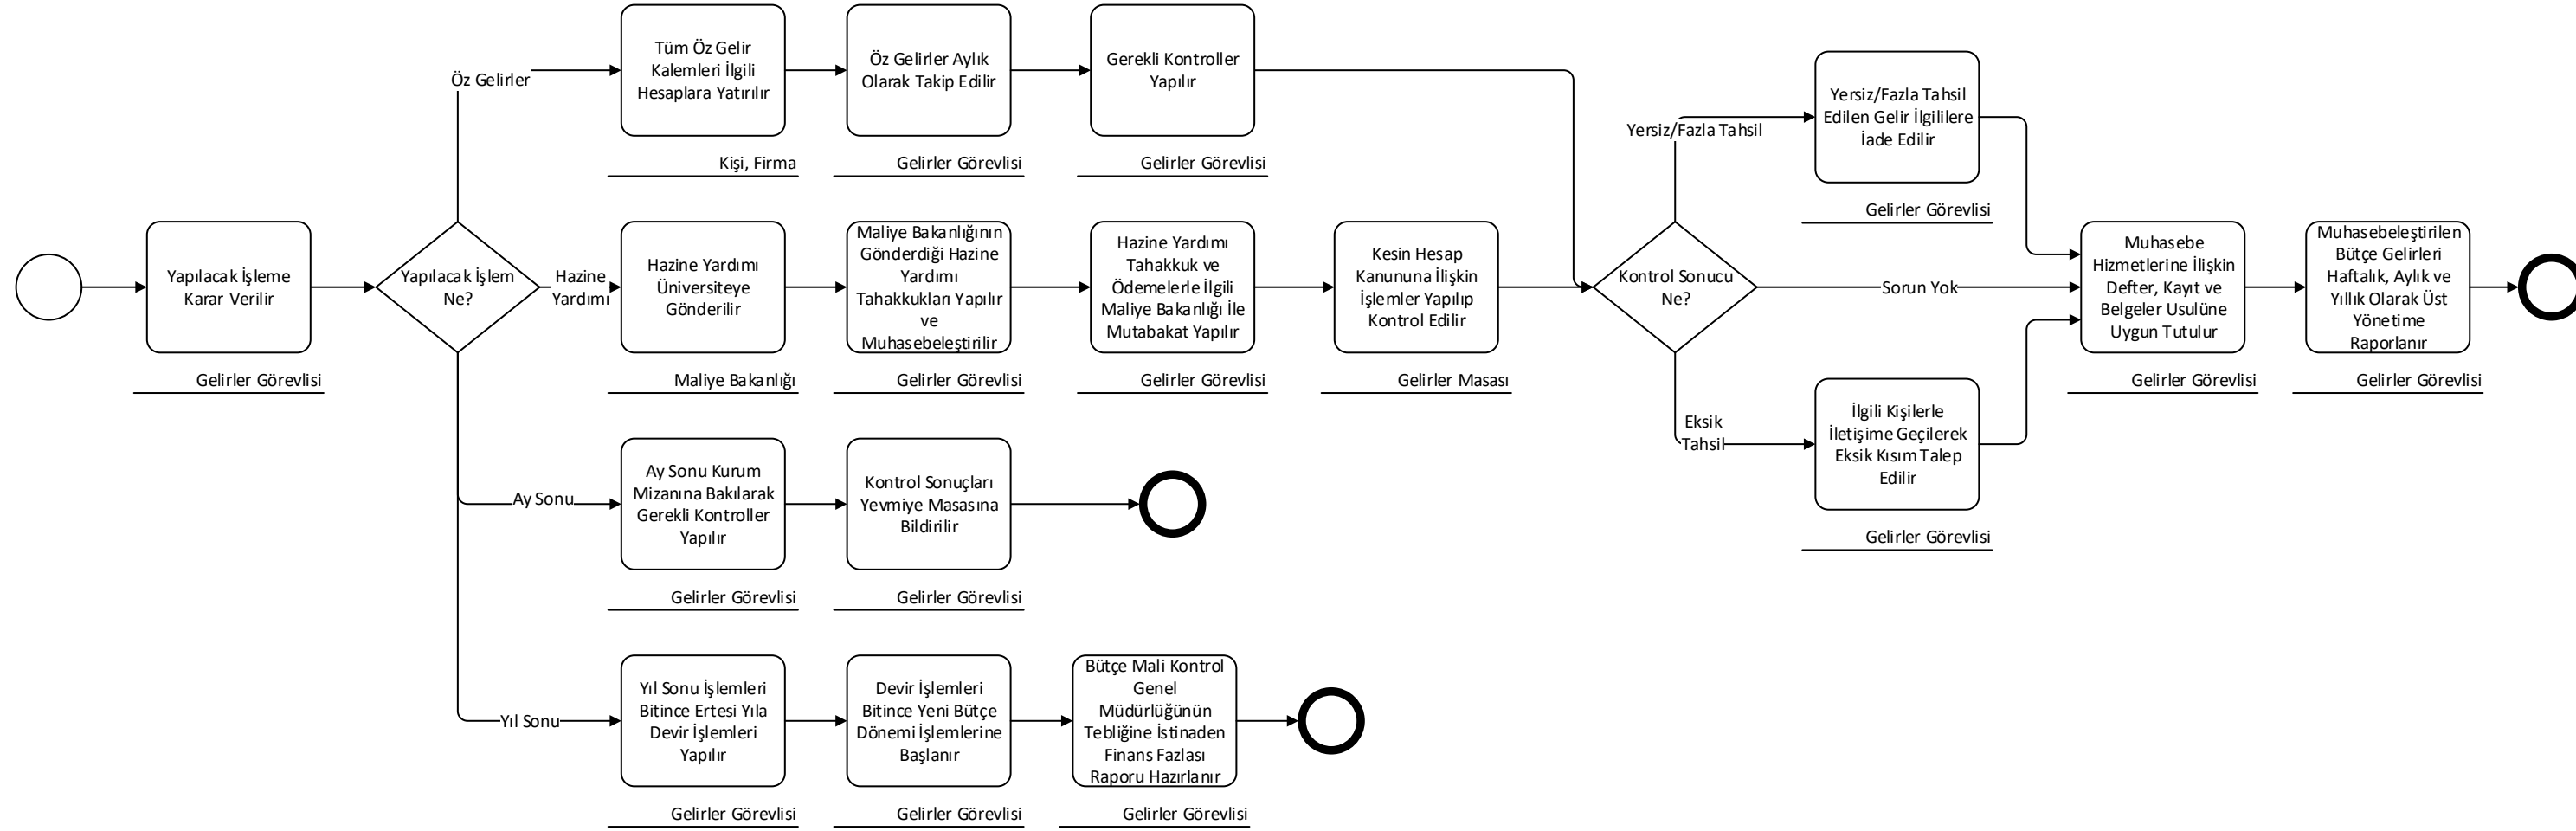 Yapılacak İşleme
Karar Verilir
Gelirler Görevlisi
Yapılacak İşlem
Ne?
Öz Gelirler
Tüm Öz Gelir
Kalemleri İlgili
Hesaplara Yatırılır
Kişi, Firma
Öz Gelirler Aylık
Olarak Takip Edilir
Gelirler Görevlisi
Gerekli Kontroller
Yapılır
Gelirler Görevlisi
Hazine
Yardımı
Hazine Yardımı
Üniversiteye
Gönderilir
Maliye Bakanlığı
Maliye Bakanlığının
Gönderdiği Hazine
Yardımı
Tahakkukları Yapılır
ve
Muhasebeleştirilir
Gelirler Görevlisi
Hazine Yardımı
Tahakkuk ve
Ödemelerle İlgili
Maliye Bakanlığı İle
Mutabakat Yapılır
Gelirler Görevlisi
Kesin Hesap
Kanununa İlişkin
İşlemler Yapılıp
Kontrol Edilir
Gelirler Masası
Ay Sonu
Ay Sonu Kurum
Mizanına Bakılarak
Gerekli Kontroller
Yapılır
Gelirler Görevlisi
Kontrol Sonuçları
Yevmiye Masasına
Bildirilir
Gelirler Görevlisi
Yıl Sonu
Yıl Sonu İşlemleri
Bitince Ertesi Yıla
Devir İşlemleri
Yapılır
Gelirler Görevlisi
Devir İşlemleri
Bitince Yeni Bütçe
Dönemi İşlemlerine
Başlanır
Gelirler Görevlisi
Bütçe Mali Kontrol
Genel
Müdürlüğünün
Tebliğine İstinaden
Finans Fazlası
Raporu Hazırlanır
Gelirler Görevlisi
Kontrol Sonucu
Ne?
Yersiz/Fazla Tahsil
Yersiz/Fazla Tahsil
Edilen Gelir İlgililere
İade Edilir
Gelirler Görevlisi
Sorun Yok
Eksik
Tahsil
İlgili Kişilerle
İletişime Geçilerek
Eksik Kısım Talep
Edilir
Gelirler Görevlisi
Muhasebe
Hizmetlerine İlişkin
Defter, Kayıt ve
Belgeler Usulüne
Uygun Tutulur
Gelirler Görevlisi
Muhasebeleştirilen
Bütçe Gelirleri
Haftalık, Aylık ve
Yıllık Olarak Üst
Yönetime
Raporlanır
Gelirler Görevlisi